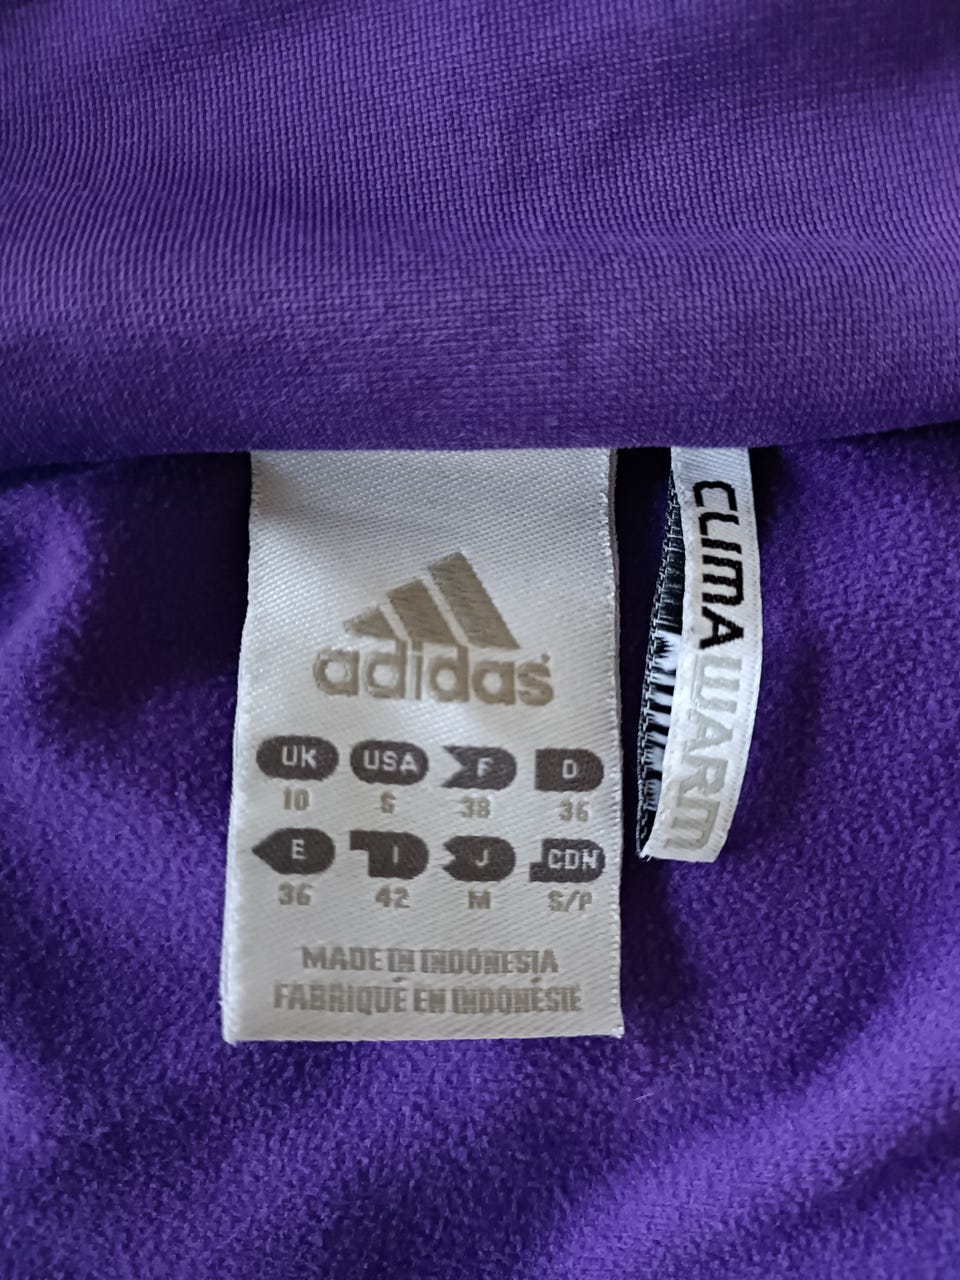 adidas
UK USA F D
10 S 38 36
E I J CDN
36 42 M S/P
MADE IN INDONESIA
FABRIQUÉ EN INDONÉSIE
CLIMAWARM